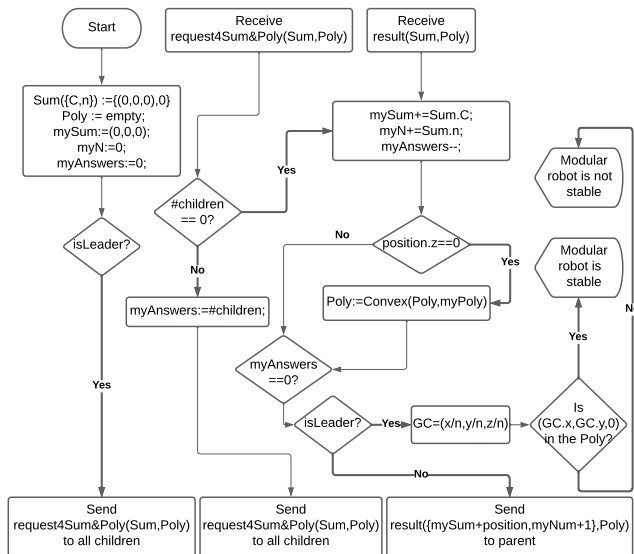 Start
Receive
request4Sum&Poly(Sum,Poly)
Receive
result(Sum,Poly)
Sum({C,n}) :={(0,0,0),0}
Poly := empty;
mySum:=(0,0,0);
myN:=0;
myAnswers:=0;
mySum+=Sum.C;
myN+=Sum.n;
myAnswers--;
Modular
robot is not
stable
Yes
#children
== 0?
isLeader?
No
position.z==0
Modular
robot is
stable
Yes
No
myAnswers:=#children;
Poly:=Convex(Poly,myPoly)
Yes
myAnswers
==0?
Yes
isLeader?
Yes
GC=(x/n,y/n,z/n)
Is
(GC.x,GC.y,0)
in the Poly?
No
Send
request4Sum&Poly(Sum,Poly)
to all children
Send
request4Sum&Poly(Sum,Poly)
to all children
Send
result({mySum+position,myNum+1},Poly)
to parent